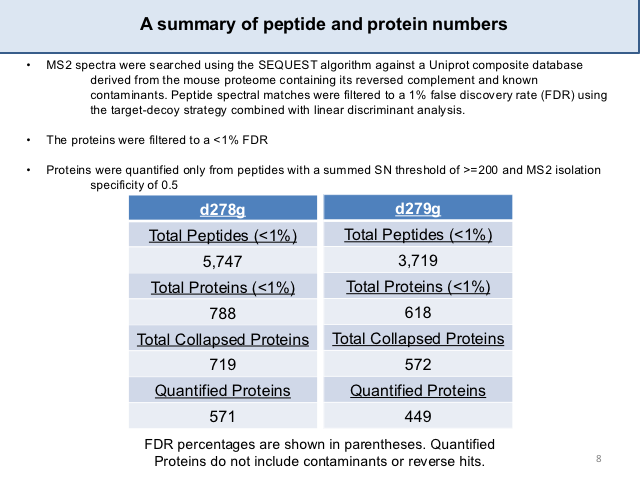 A summary of peptide and protein numbers
• MS2 spectra were searched using the SEQUEST algorithm against a Uniprot composite database
derived from the mouse proteome containing its reversed complement and known
contaminants. Peptide spectral matches were filtered to a 1% false discovery rate (FDR) using
the target-decoy strategy combined with linear discriminant analysis.
• The proteins were filtered to a <1% FDR
• Proteins were quantified only from peptides with a summed SN threshold of >=200 and MS2 isolation
specificity of 0.5
d278g
Total Peptides (<1%)
5,747
Total Proteins (<1%)
788
Total Collapsed Proteins
719
Quantified Proteins
571
d279g
Total Peptides (<1%)
3,719
Total Proteins (<1%)
618
Total Collapsed Proteins
572
Quantified Proteins
449
FDR percentages are shown in parentheses. Quantified
Proteins do not include contaminants or reverse hits.
8